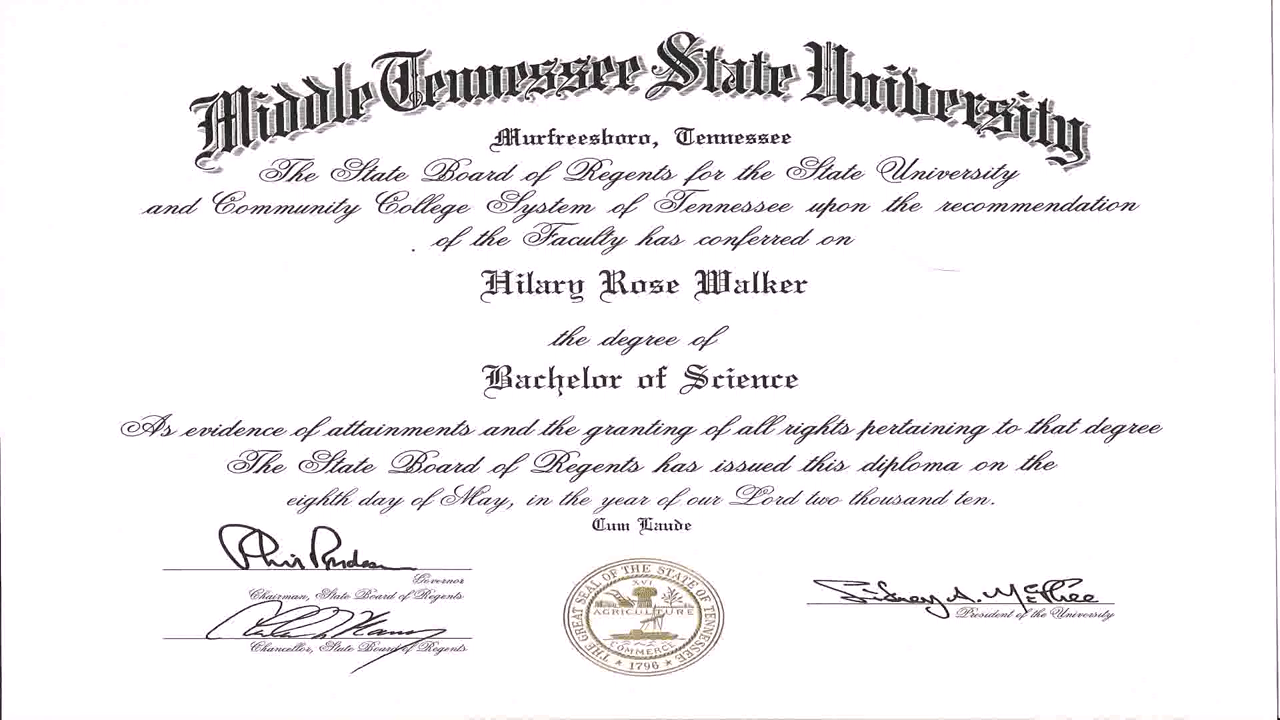 Middle Tennessee State University
Murfreesboro, Tennessee
The State Board of Regents for the State University
and Community College System of Tennessee upon the recommendation
of the Faculty has conferred on
Hilary Rose Walker
the degree of
Bachelor of Science
As evidence of attainments and the granting of all rights pertaining to that degree
The State Board of Regents has issued this diploma on the
eighth day of May, in the year of our Lord two thousand ten.
Cum Laude
Governor
Chairman, State Board of Regents
Chancellor, State Board of Regents
THE GREAT SEAL OF THE STATE OF TENNESSEE
XVI
AGRICULTURE
COMMERCE
1796
Sidney A. McPhee
President of the University